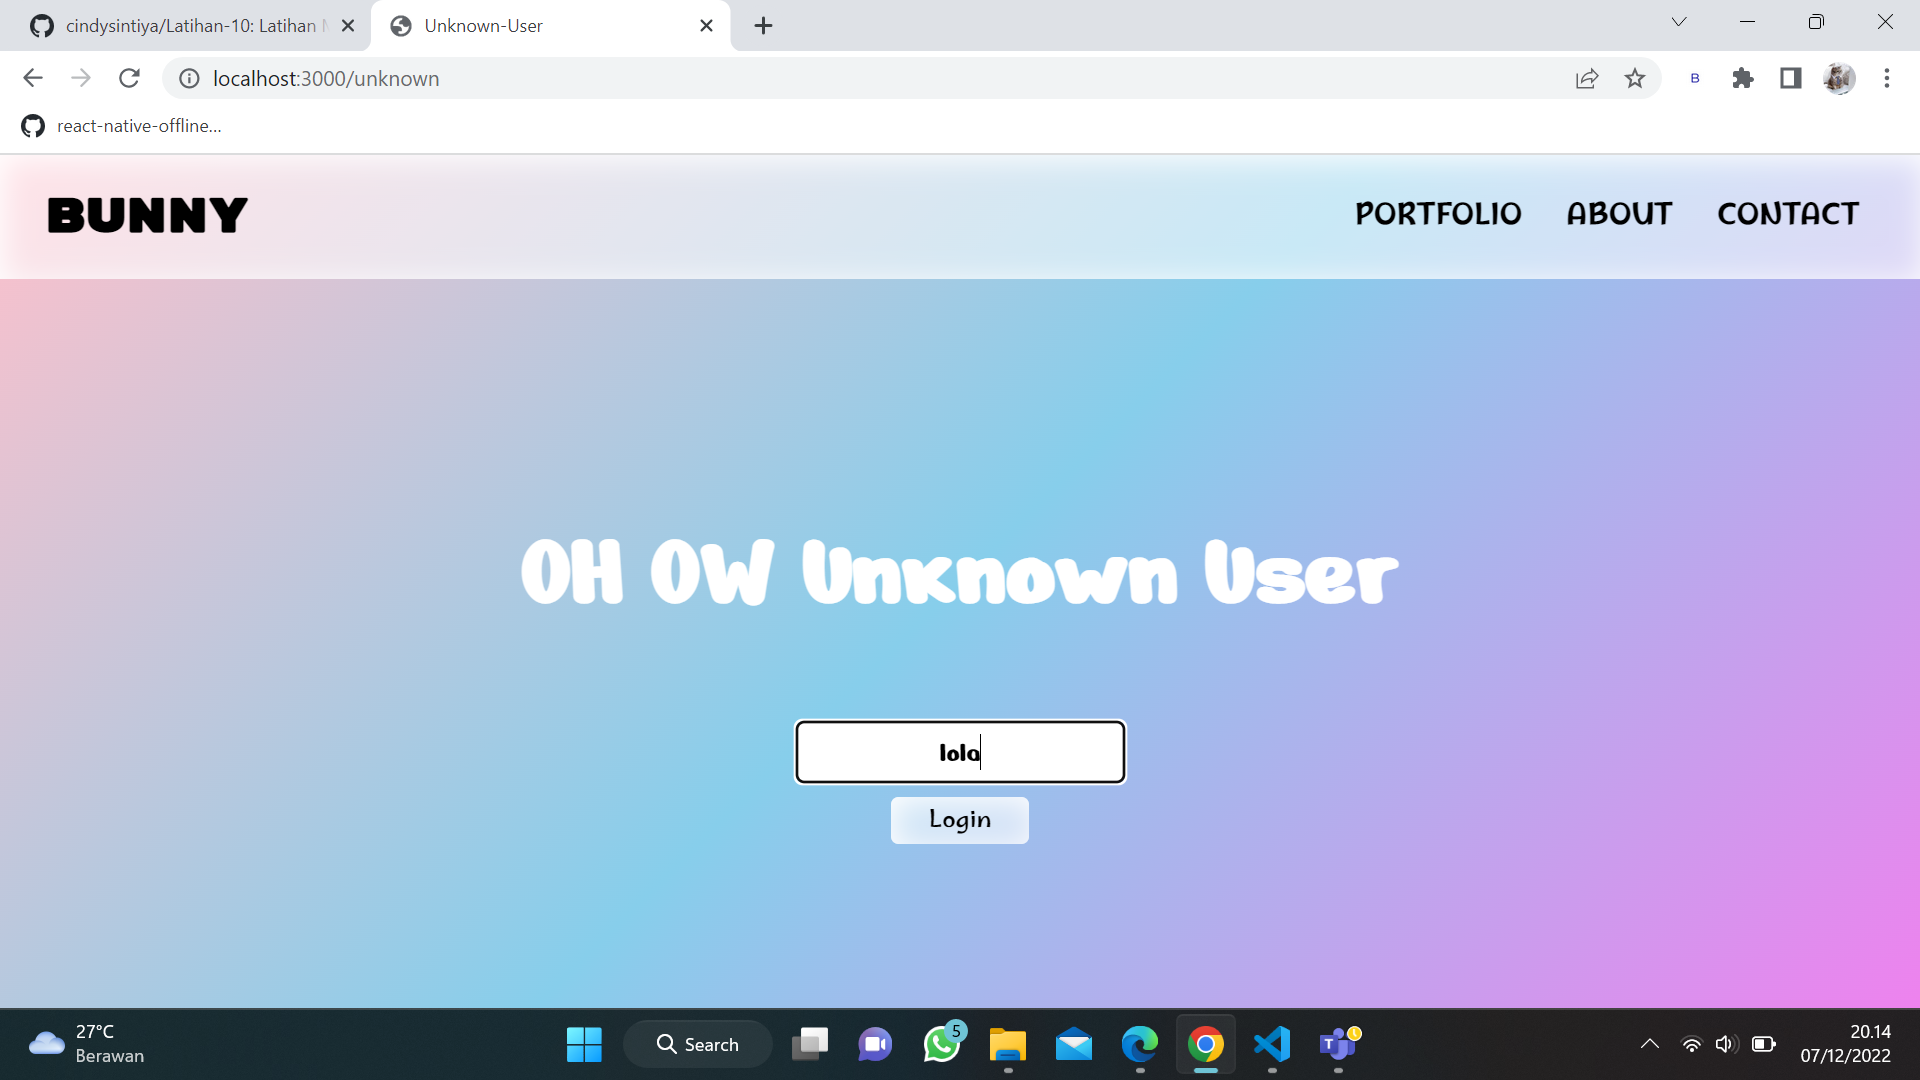 cindysintiya/Latihan-10: Latihan
Unknown-User
localhost:3000/unknown
B
react-native-offline...
BUNNY
PORTFOLIO
ABOUT
CONTACT
OH OW Unknown User
lola
Login
27°C
Berawan
Search
5
T
20.14
07/12/2022